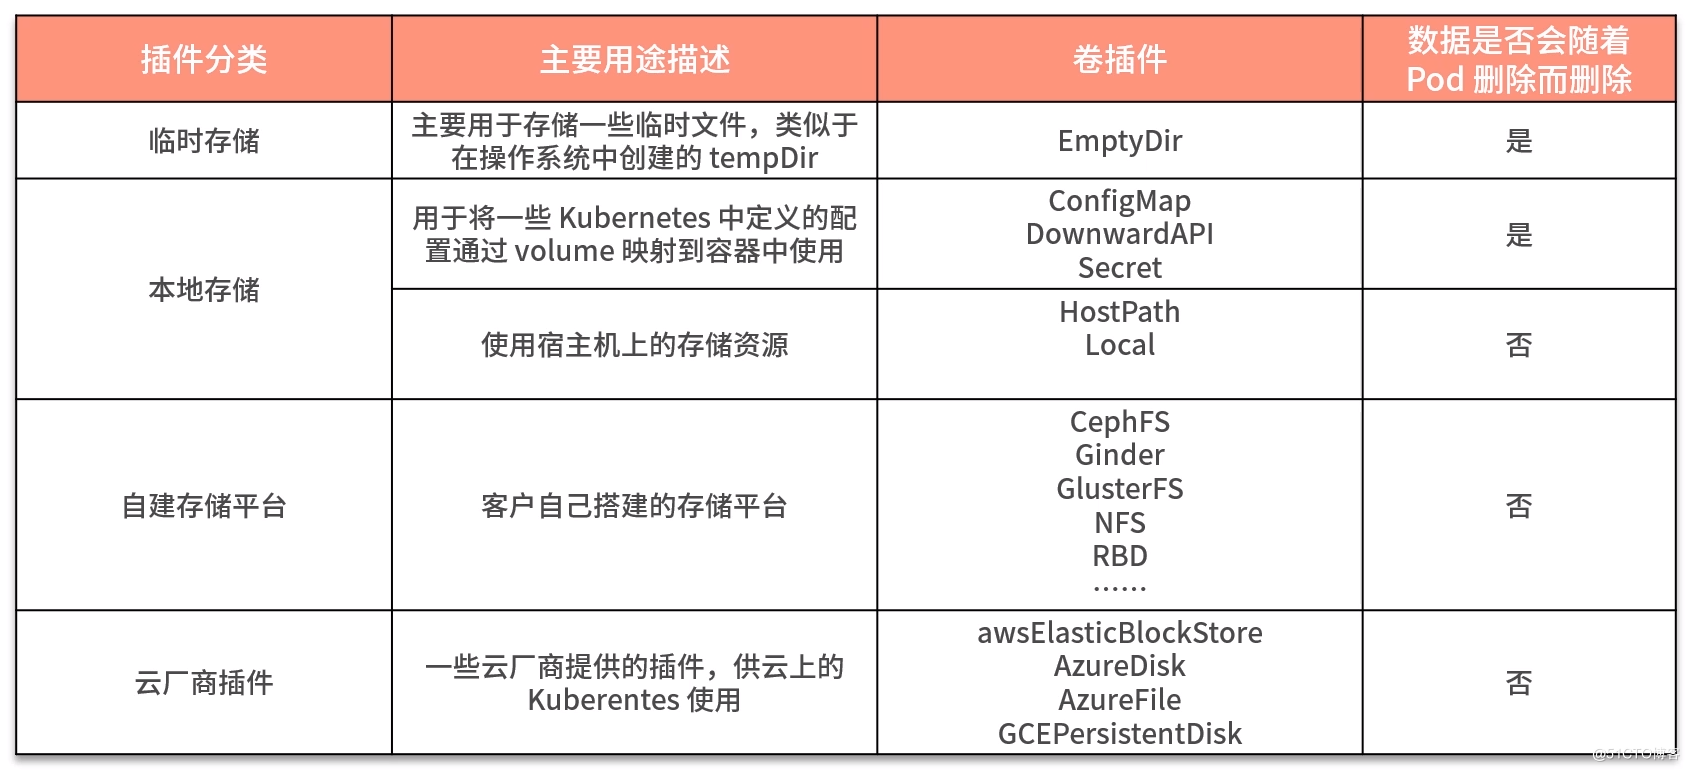 插件分类
主要用途描述
卷插件
数据是否会随着
Pod 删除而删除
临时存储
主要用于存储一些临时文件，类似于
在操作系统中创建的 tempDir
EmptyDir
是
本地存储
用于将一些 Kubernetes 中定义的配
置通过 volume 映射到容器中使用
ConfigMap
DownwardAPI
Secret
是
使用宿主机上的存储资源
HostPath
Local
否
自建存储平台
客户自己搭建的存储平台
CephFS
Ginder
GlusterFS
NFS
RBD
……
否
云厂商插件
一些云厂商提供的插件，供云上的
Kuberentes 使用
awsElasticBlockStore
AzureDisk
AzureFile
GCEPersistentDisk
否
@51CTO博客